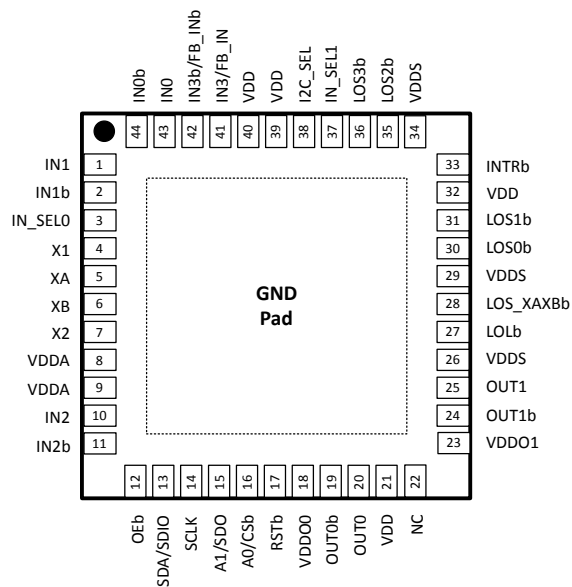 IN0b
IN0
IN3b/FB_INb
IN3/FB_IN
VDD
VDD
I2C_SEL
IN_SEL1
LOS3b
LOS2b
VDDS
44
43
42
41
40
39
38
37
36
35
34
IN1 1
IN1b 2
IN_SEL0 3
X1 4
XA 5
XB 6
X2 7
VDDA 8
VDDA 9
IN2 10
IN2b 11
GND
Pad
33 INTRb
32 VDD
31 LOS1b
30 LOS0b
29 VDDS
28 LOS_XAXBb
27 LOLb
26 VDDS
25 OUT1
24 OUT1b
23 VDDO1
12
13
14
15
16
17
18
19
20
21
22
OEb
SDA/SDIO
SCLK
A1/SDO
A0/CSb
RSTb
VDDO0
OUT0b
OUT0
VDD
NC